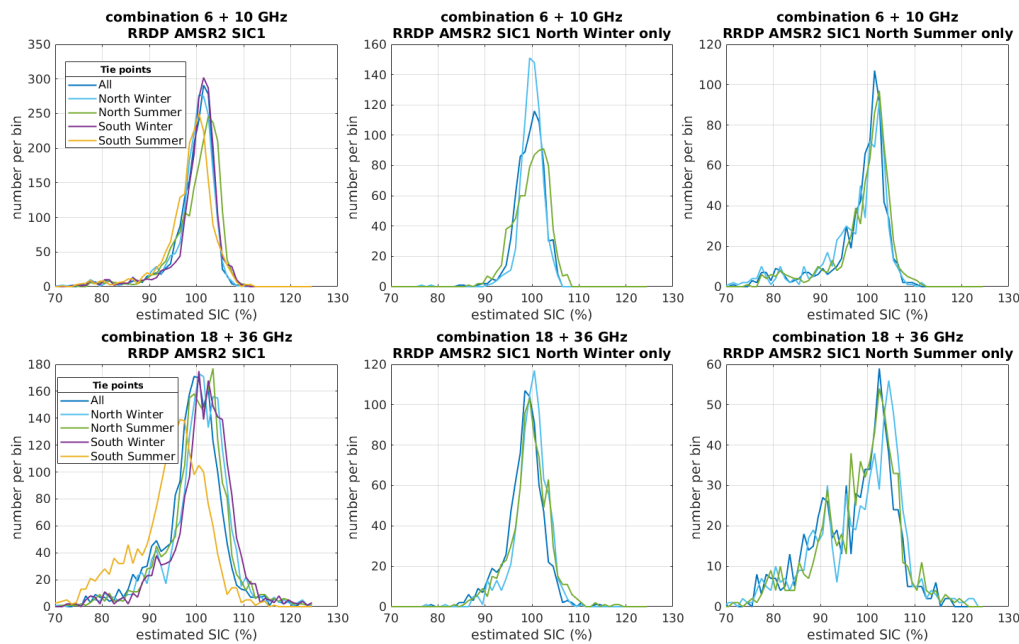 combination 6 + 10 GHz
RRDP AMSR2 SIC1
350
300
250
200
150
100
50
0
number per bin
Tie points
All
North Winter
North Summer
South Winter
South Summer
70 80 90 100 110 120 130
estimated SIC (%)
combination 6 + 10 GHz
RRDP AMSR2 SIC1 North Winter only
160
140
120
100
80
60
40
20
0
number per bin
70 80 90 100 110 120 130
estimated SIC (%)
combination 6 + 10 GHz
RRDP AMSR2 SIC1 North Summer only
120
100
80
60
40
20
0
number per bin
70 80 90 100 110 120 130
estimated SIC (%)
combination 18 + 36 GHz
RRDP AMSR2 SIC1
180
160
140
120
100
80
60
40
20
0
number per bin
Tie points
All
North Winter
North Summer
South Winter
South Summer
70 80 90 100 110 120 130
estimated SIC (%)
combination 18 + 36 GHz
RRDP AMSR2 SIC1 North Winter only
120
100
80
60
40
20
0
number per bin
70 80 90 100 110 120 130
estimated SIC (%)
combination 18 + 36 GHz
RRDP AMSR2 SIC1 North Summer only
60
50
40
30
20
10
0
number per bin
70 80 90 100 110 120 130
estimated SIC (%)